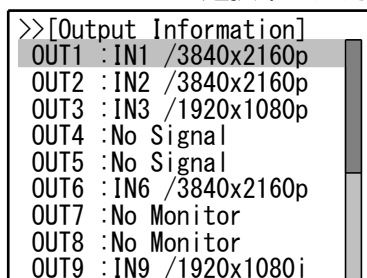 >>[Output Information]
OUT1 :IN1 /3840x2160p
OUT2 :IN2 /3840x2160p
OUT3 :IN3 /1920x1080p
OUT4 :No Signal
OUT5 :No Signal
OUT6 :IN6 /3840x2160p
OUT7 :No Monitor
OUT8 :No Monitor
OUT9 :IN9 /1920x1080i